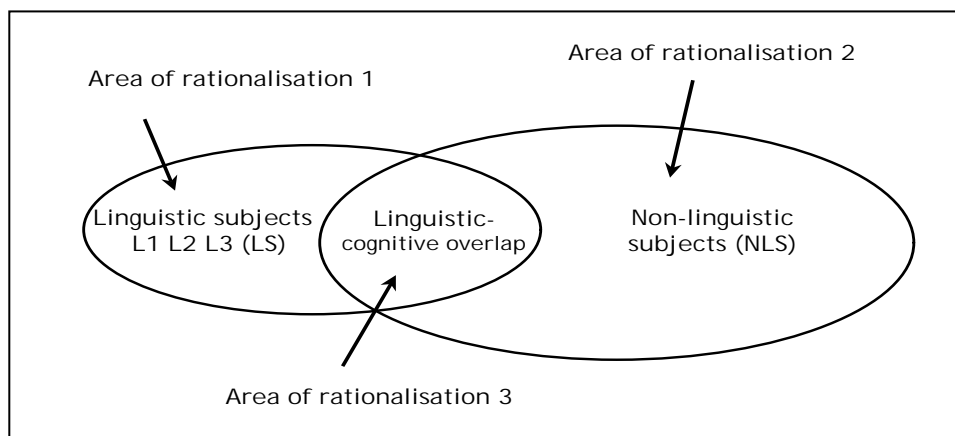 Area of rationalisation 1
Area of rationalisation 2
Linguistic subjects
L1 L2 L3 (LS)
Linguistic-
cognitive overlap
Non-linguistic
subjects (NLS)
Area of rationalisation 3